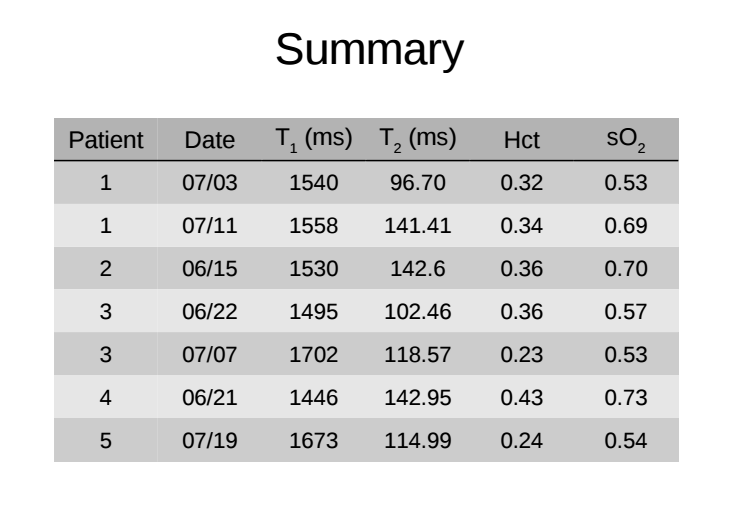 Summary
Patient Date T1 (ms) T2 (ms) Hct sO2
1 07/03 1540 96.70 0.32 0.53
1 07/11 1558 141.41 0.34 0.69
2 06/15 1530 142.6 0.36 0.70
3 06/22 1495 102.46 0.36 0.57
3 07/07 1702 118.57 0.23 0.53
4 06/21 1446 142.95 0.43 0.73
5 07/19 1673 114.99 0.24 0.54